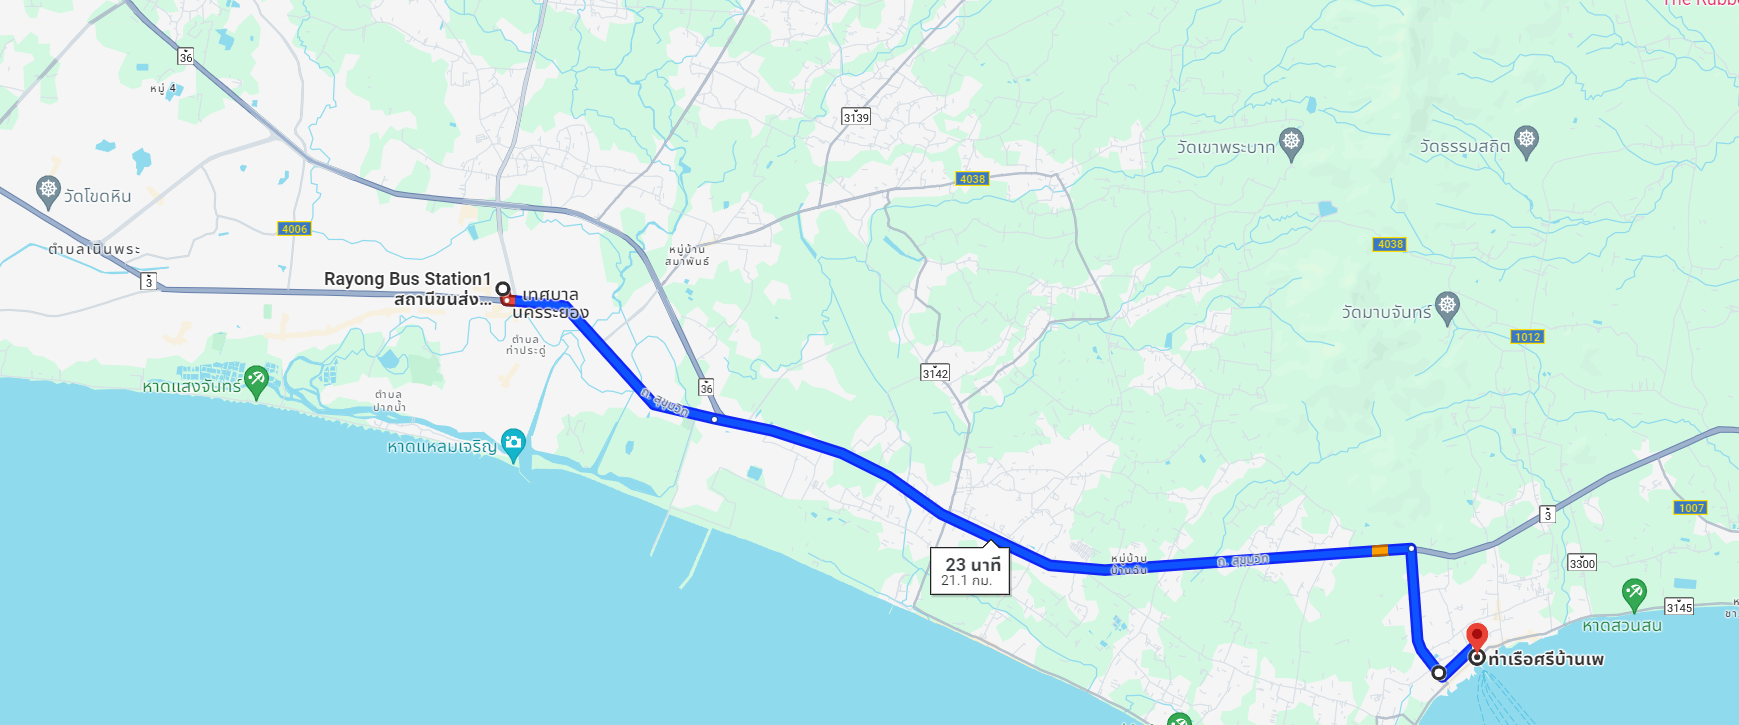 The Rubb
36
หมู่ 4
3139
วัดเขาพระบาท
วัดธรรมสถิต
4038
วัดโขดหิน
4006
ตำบลเนินพระ
4038
หมู่บ้าน
สมาพันธ์
3
Rayong Bus Station1
สถานีขนส่ง...
เทศบาล
นครระยอง
วัดมาบจันทร์
1012
ตำบล
ท่าประดู่
3142
หาดแสงจันทร์
36
ตำบล
ปากน้ำ
ถ. สุขุมวิท
หาดแหลมเจริญ
1007
3
23 นาที
21.1 กม.
หมู่บ้าน
ถ. สุขุมวิท
3300
3145
หาดสวนสน
ท่าเรือศรีบ้านเพ